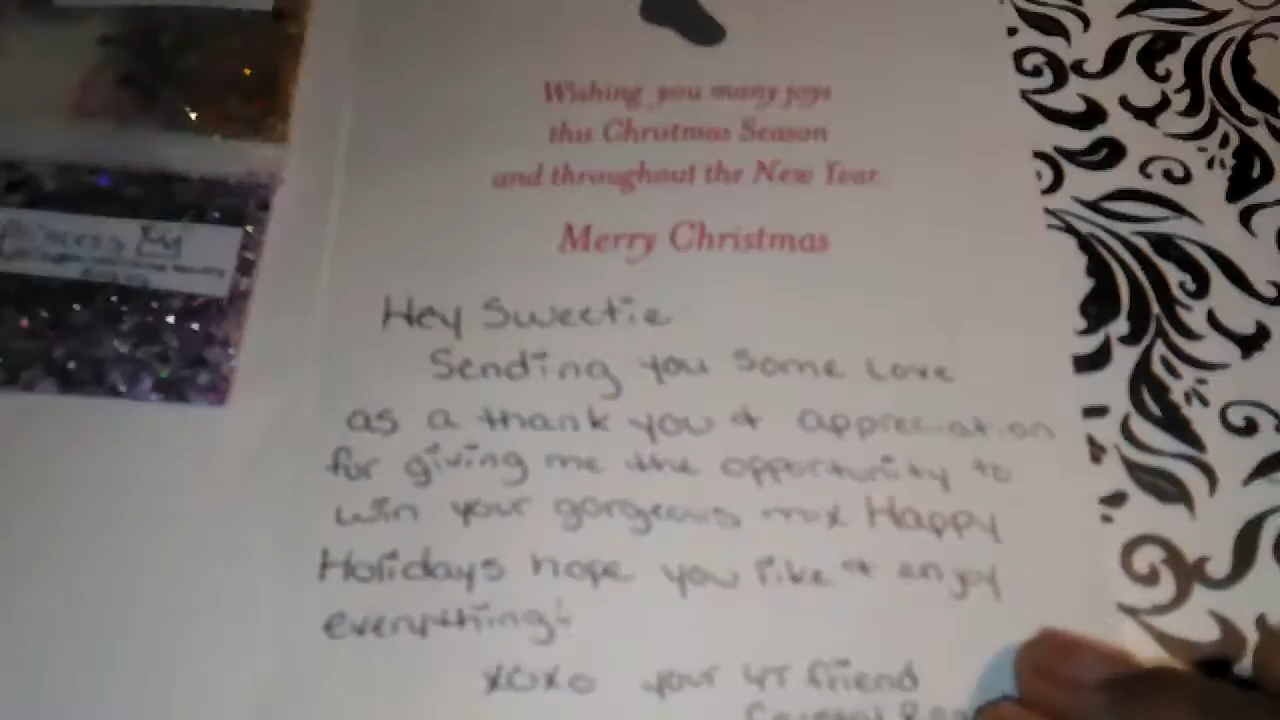 Wishing you many joys
this Christmas Season
and throughout the New Year.
Merry Christmas
Hey Sweetie
Sending you some Love
as a thank you & appreciation
for giving me the opportunity to
win your gorgeous mix Happy
Holidays hope you like & enjoy
everything!
xoxo your YT friend
Princess